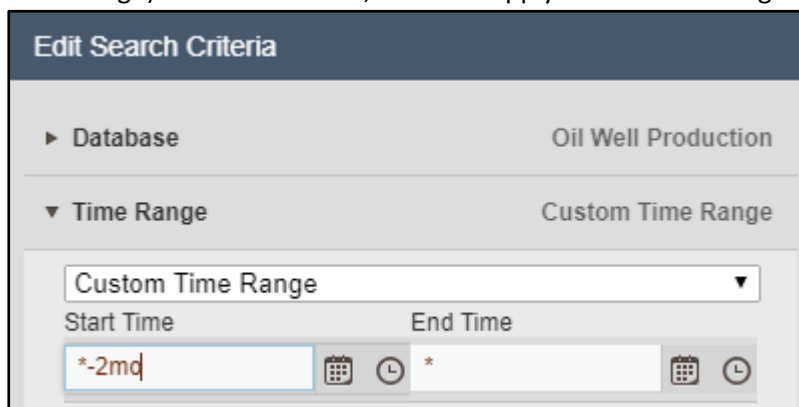 Edit Search Criteria
Database Oil Well Production
Time Range Custom Time Range
Custom Time Range
Start Time End Time
*-2mo *